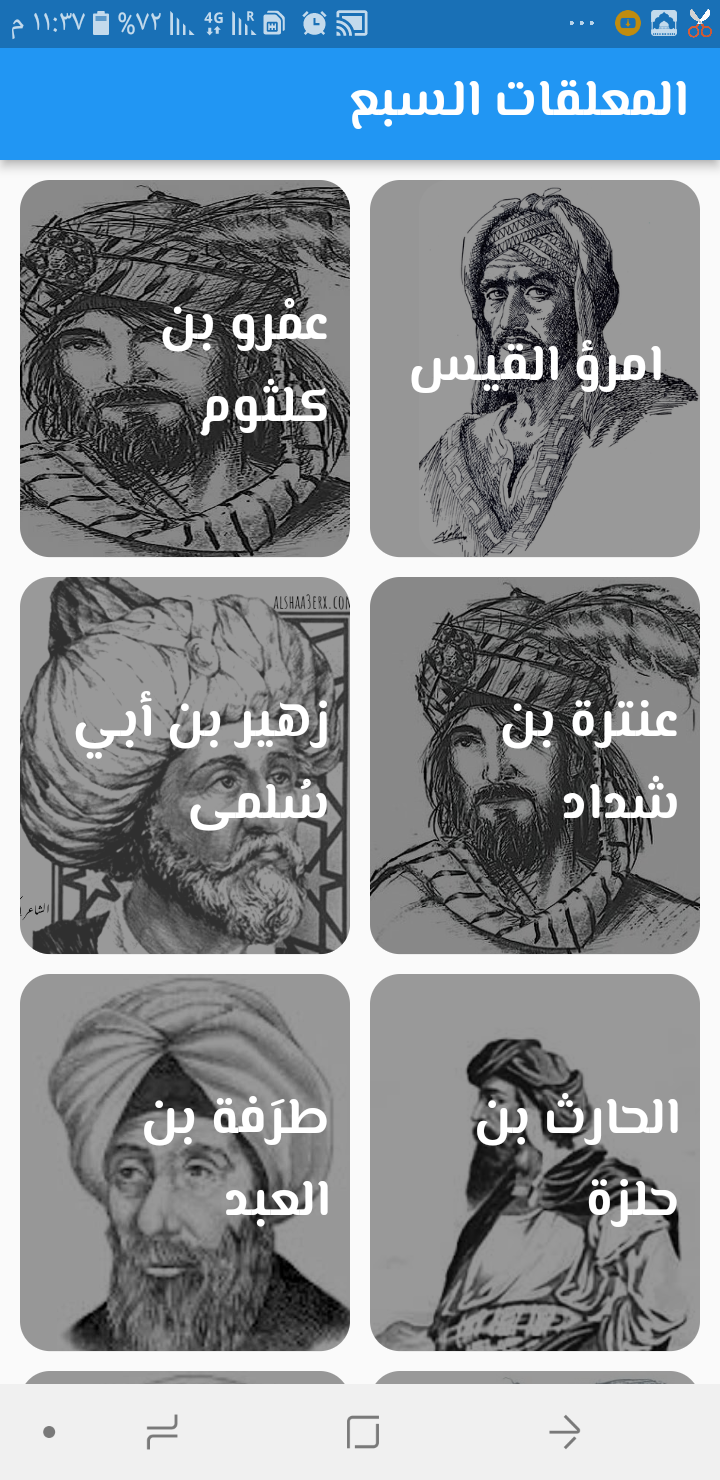 م ١١:٣٧ %٧٢ 4G R
المعلقات السبع
امرؤ القيس
عمْرو بن
كلثوم
عنترة بن
شداد
ALSHAA3ERX.COM
زهير بن أبي
سُلمى
الشاعر
الحارث بن
حلزة
طرَفة بن
العبد